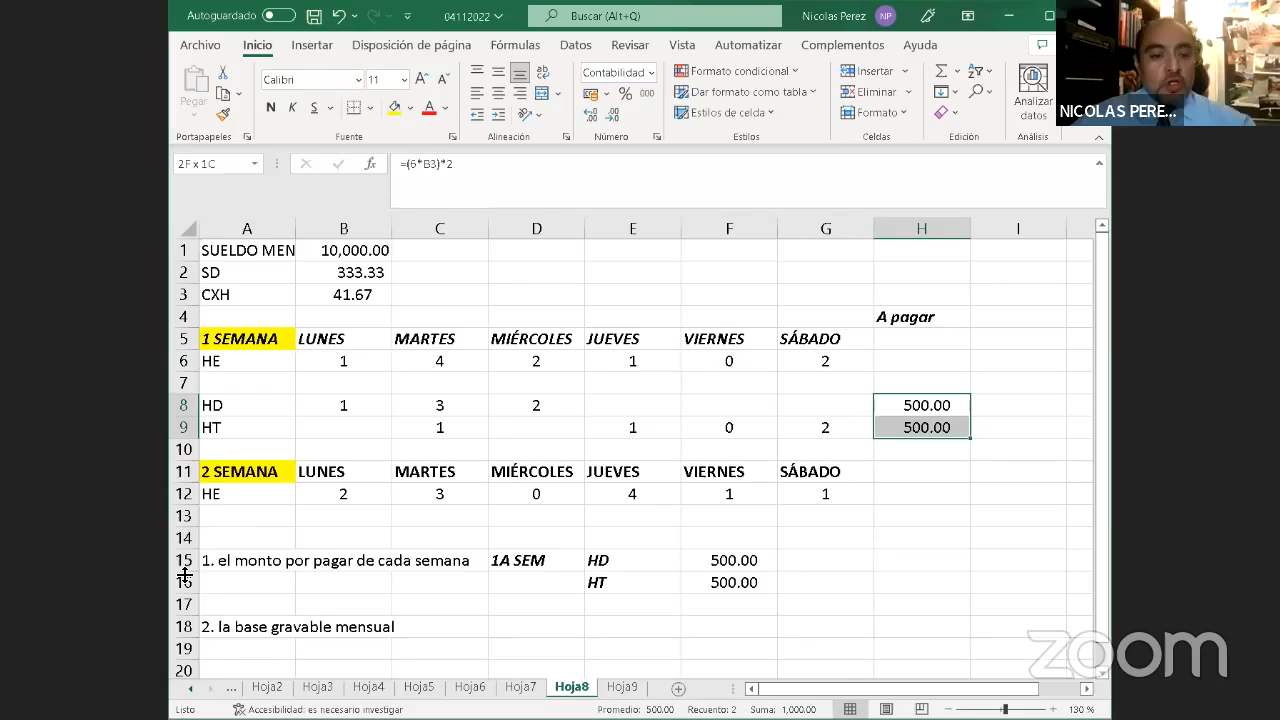 Autoguardado 04112022 Buscar (Alt+Q) Nicolas Perez NP
Archivo Inicio Insertar Disposición de página Fórmulas Datos Revisar Vista Automatizar Complementos Ayuda
Pegar
Calibri 11 A A
N K S A
ab
Contabilidad
% 000
Formato condicional
Dar formato como tabla
Estilos de celda
Insertar
Eliminar
Formato
Analizar
datos
Portapapeles Fuente Alineación Número Estilos Celdas Edición Análisis
NICOLAS PERE...
2F x 1C fx =(6*B3)*2
A B C D E F G H I
1 SUELDO MEN 10,000.00
2 SD 333.33
3 CXH 41.67
4 A pagar
5 1 SEMANA LUNES MARTES MIÉRCOLES JUEVES VIERNES SÁBADO
6 HE 1 4 2 1 0 2
7
8 HD 1 3 2 500.00
9 HT 1 1 0 2 500.00
10
11 2 SEMANA LUNES MARTES MIÉRCOLES JUEVES VIERNES SÁBADO
12 HE 2 3 0 4 1 1
13
14
15 1. el monto por pagar de cada semana 1A SEM HD 500.00
16 HT 500.00
17
18 2. la base gravable mensual
19
20
zoom
... Hoja2 Hoja3 Hoja4 Hoja5 Hoja6 Hoja7 Hoja8 Hoja9
Listo Accesibilidad: es necesario investigar Promedio: 500.00 Recuento: 2 Suma: 1,000.00 130 %